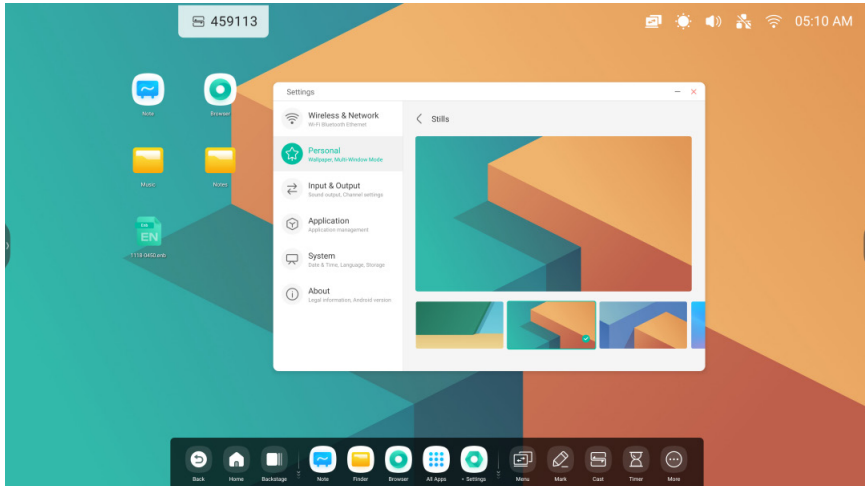 459113
05:10 AM
Note
Browser
Music
Notes
EN
1118-0450.enb
Settings
Wireless & Network
Wi-Fi Bluetooth Ethernet
Personal
Wallpaper, Multi-Window Mode
Input & Output
Sound output, Channel settings
Application
Application management
System
Date & Time, Language, Storage
About
Legal information, Android version
Stills
Back
Home
Backstage
Note
Finder
Browser
All Apps
• Settings
Menu
Mark
Cast
Timer
More